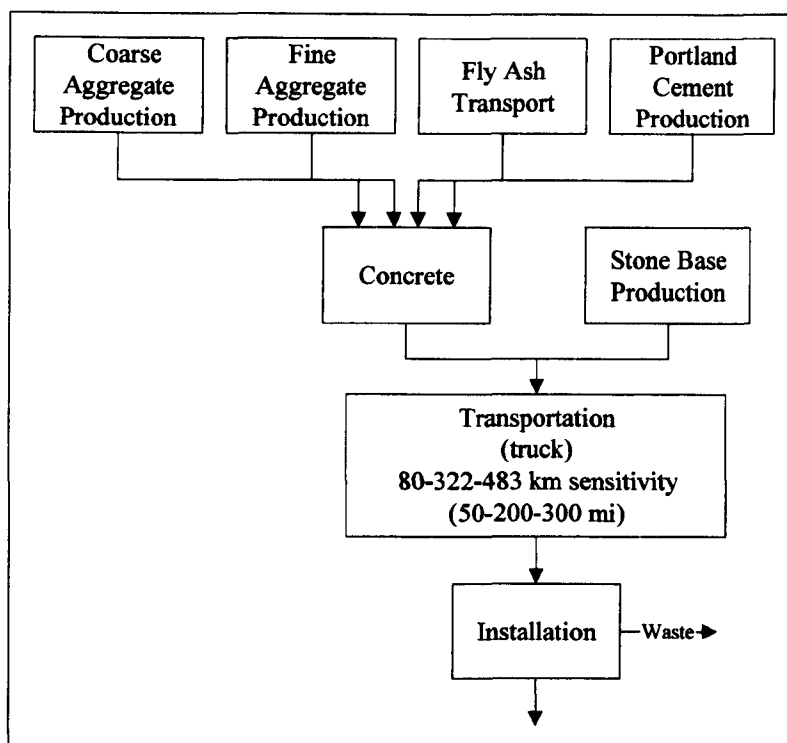 Coarse
Aggregate
Production
Fine
Aggregate
Production
Fly Ash
Transport
Portland
Cement
Production
Concrete
Stone Base
Production
Transportation
(truck)
80-322-483 km sensitivity
(50-200-300 mi)
Installation
Waste